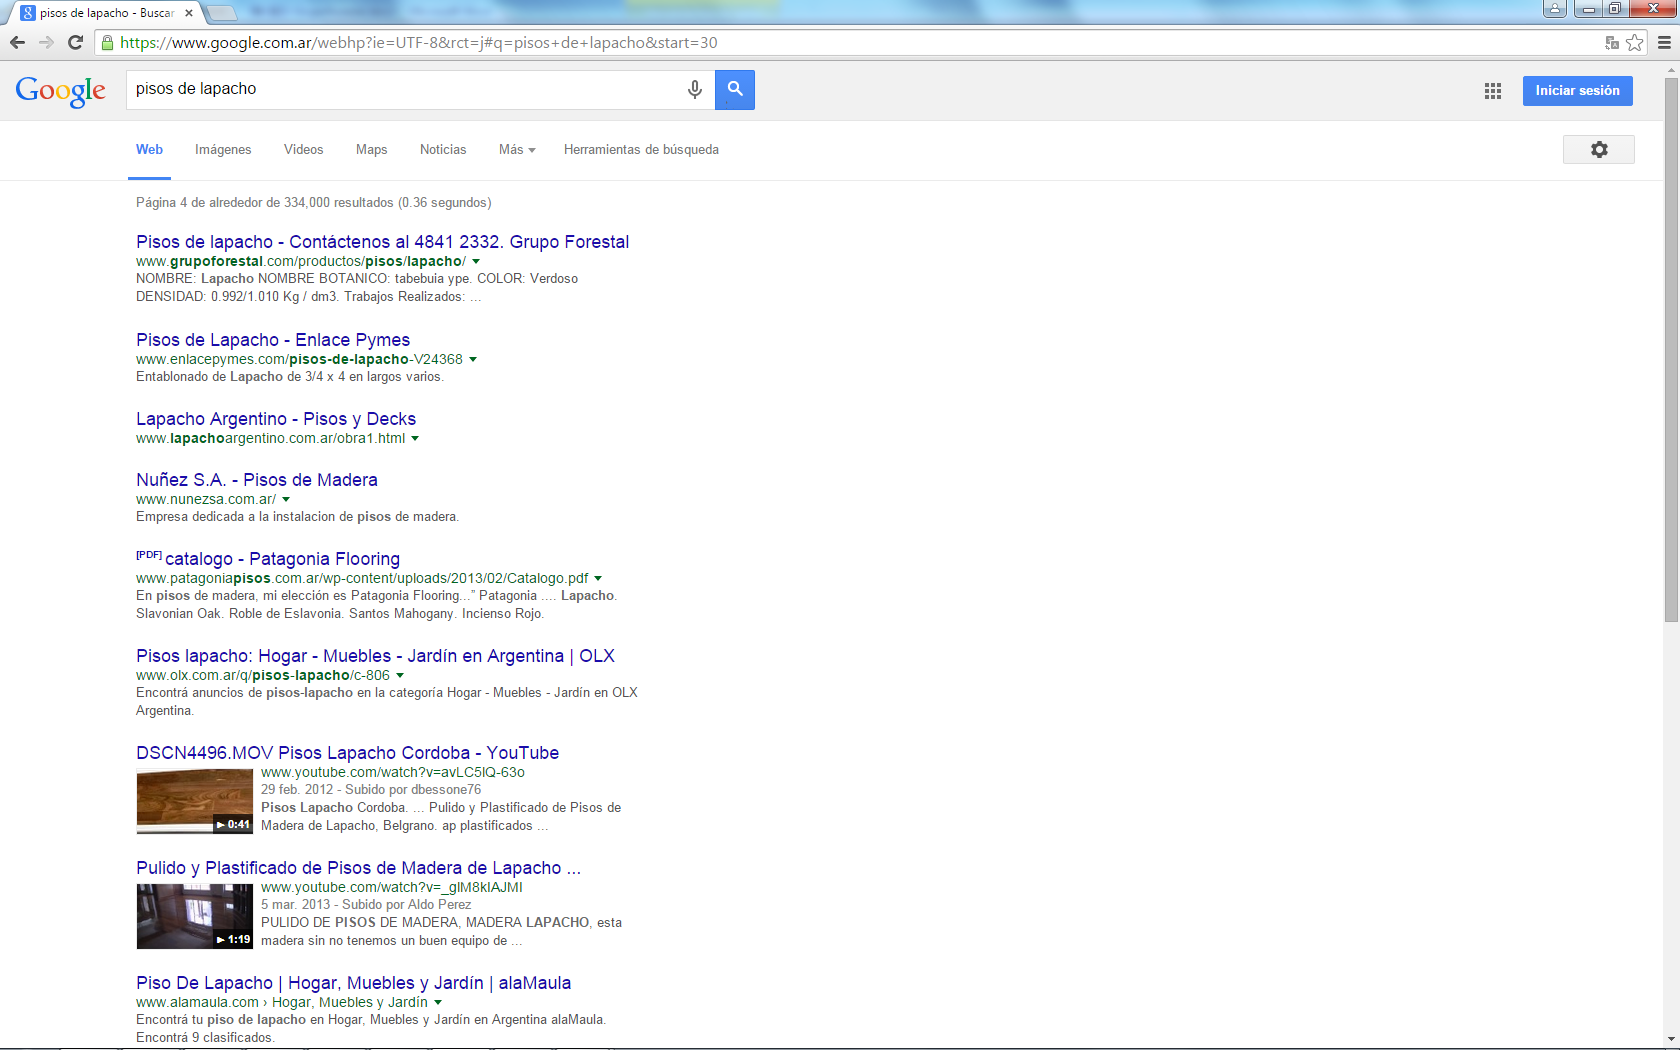 pisos de lapacho - Buscar
https://www.google.com.ar/webhp?ie=UTF-8&rct=j#q=pisos+de+lapacho&start=30
Google
pisos de lapacho
Iniciar sesión
Web Imágenes Videos Maps Noticias Más Herramientas de búsqueda
Página 4 de alrededor de 334,000 resultados (0.36 segundos)
Pisos de lapacho - Contáctenos al 4841 2332. Grupo Forestal
www.grupoforestal.com/productos/pisos/lapacho/
NOMBRE: Lapacho NOMBRE BOTANICO: tabebuia ype. COLOR: Verdoso
DENSIDAD: 0.992/1.010 Kg / dm3. Trabajos Realizados: ...
Pisos de Lapacho - Enlace Pymes
www.enlacepymes.com/pisos-de-lapacho-V24368
Entablonado de Lapacho de 3/4 x 4 en largos varios.
Lapacho Argentino - Pisos y Decks
www.lapachoargentino.com.ar/obra1.html
Nuñez S.A. - Pisos de Madera
www.nunezsa.com.ar/
Empresa dedicada a la instalacion de pisos de madera.
[PDF] catalogo - Patagonia Flooring
www.patagoniapisos.com.ar/wp-content/uploads/2013/02/Catalogo.pdf
En pisos de madera, mi elección es Patagonia Flooring...” Patagonia .... Lapacho.
Slavonian Oak. Roble de Eslavonia. Santos Mahogany. Incienso Rojo.
Pisos lapacho: Hogar - Muebles - Jardín en Argentina | OLX
www.olx.com.ar/q/pisos-lapacho/c-806
Encontrá anuncios de pisos-lapacho en la categoría Hogar - Muebles - Jardín en OLX
Argentina.
DSCN4496.MOV Pisos Lapacho Cordoba - YouTube
www.youtube.com/watch?v=avLC5IQ-63o
29 feb. 2012 - Subido por dbessone76
Pisos Lapacho Cordoba. ... Pulido y Plastificado de Pisos de
0:41
Madera de Lapacho, Belgrano. ap plastificados ...
Pulido y Plastificado de Pisos de Madera de Lapacho ...
www.youtube.com/watch?v=_glM8kIAJMI
5 mar. 2013 - Subido por Aldo Perez
PULIDO DE PISOS DE MADERA, MADERA LAPACHO, esta
1:19
madera sin no tenemos un buen equipo de ...
Piso De Lapacho | Hogar, Muebles y Jardín | alaMaula
www.alamaula.com › Hogar, Muebles y Jardín
Encontrá tu piso de lapacho en Hogar, Muebles y Jardín en Argentina alaMaula.
Encontrá 9 clasificados.